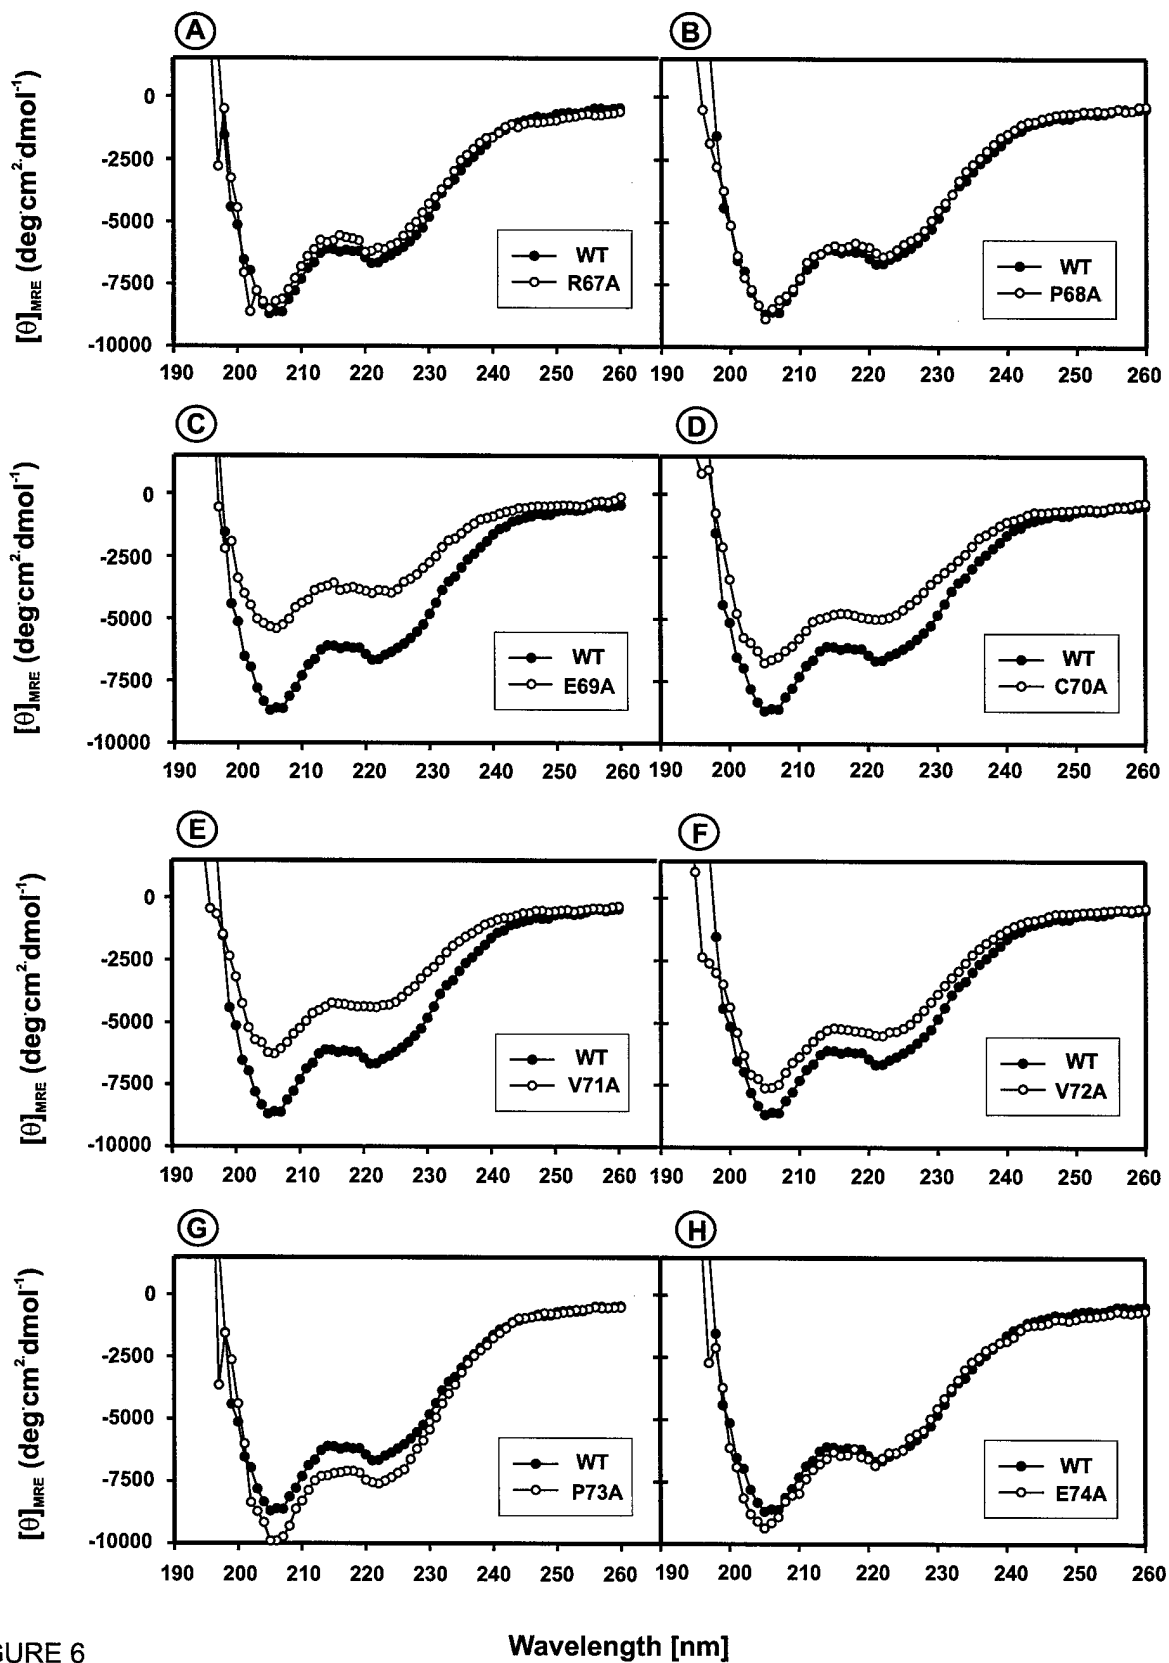 A B
[θ]MRE (deg·cm²·dmol⁻¹)
0
-2500
-5000
-7500
-10000
WT
R67A
WT
P68A
190 200 210 220 230 240 250 260 190 200 210 220 230 240 250 260
C D
[θ]MRE (deg·cm²·dmol⁻¹)
0
-2500
-5000
-7500
-10000
WT
E69A
WT
C70A
190 200 210 220 230 240 250 260 190 200 210 220 230 240 250 260
E F
[θ]MRE (deg·cm²·dmol⁻¹)
0
-2500
-5000
-7500
-10000
WT
V71A
WT
V72A
190 200 210 220 230 240 250 260 190 200 210 220 230 240 250 260
G H
[θ]MRE (deg·cm²·dmol⁻¹)
0
-2500
-5000
-7500
-10000
WT
P73A
WT
E74A
190 200 210 220 230 240 250 260 190 200 210 220 230 240 250 260
Wavelength [nm]
GURE 6